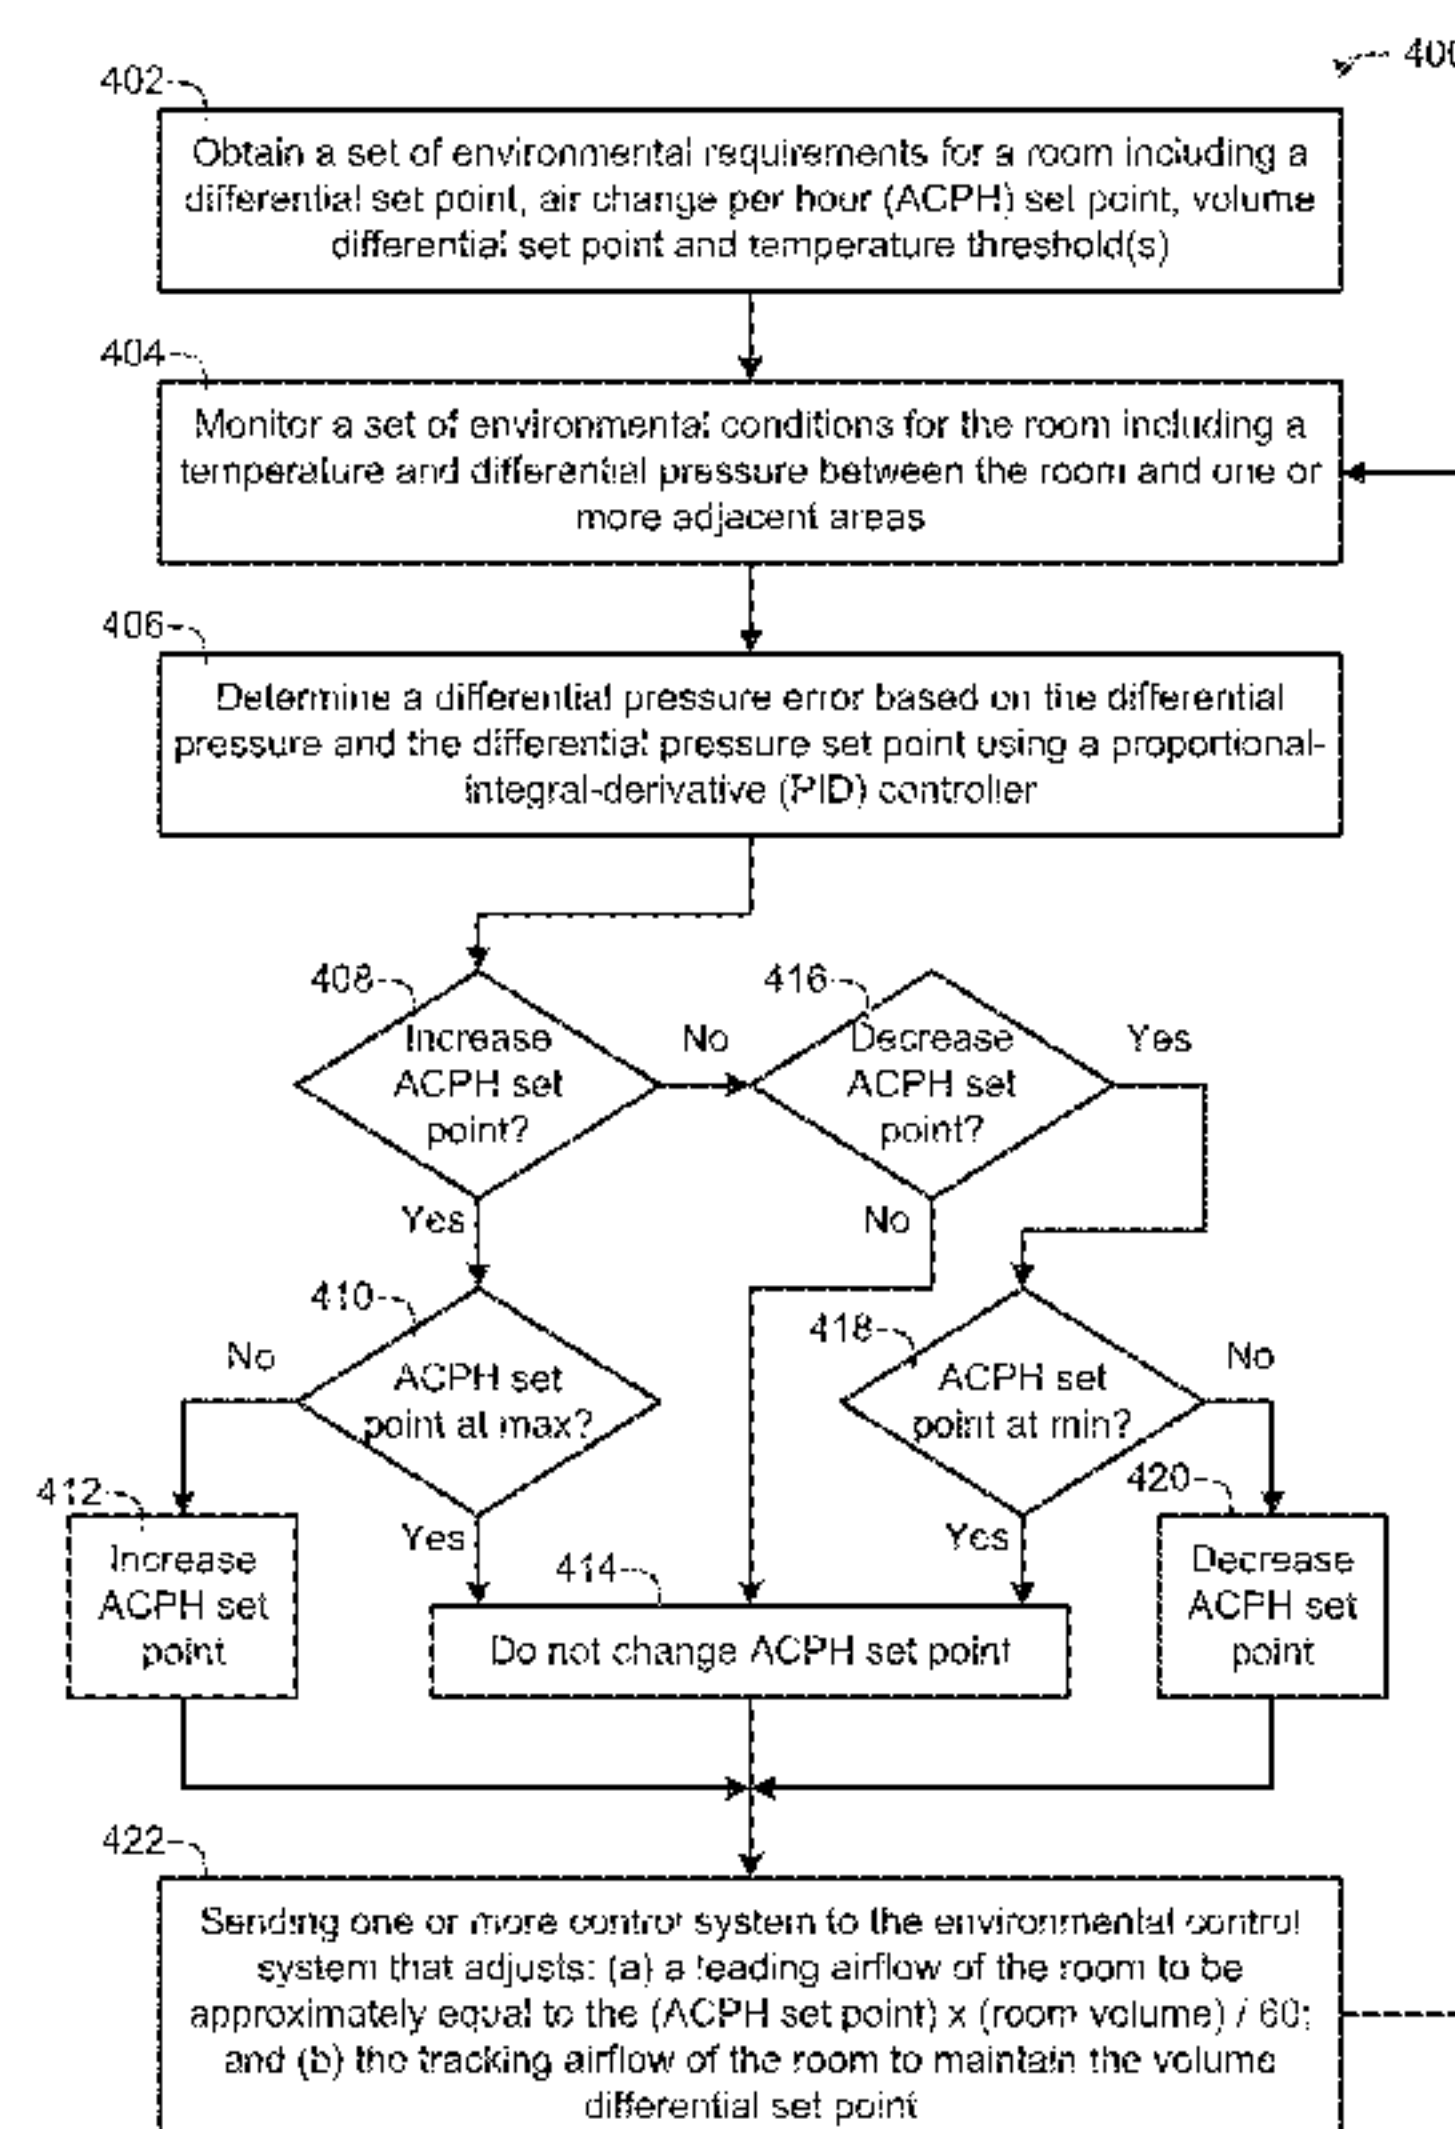 400
402
Obtain a set of environmental requirements for a room including a
differential set point, air change per hour (ACPH) set point, volume
differential set point and temperature threshold(s)
404
Monitor a set of environmental conditions for the room including a
temperature and differential pressure between the room and one or
more adjacent areas
406
Determine a differential pressure error based on the differential
pressure and the differential pressure set point using a proportional-
integral-derivative (PID) controller
408
Increase
ACPH set
point?
No
416
Decrease
ACPH set
point?
Yes
Yes
No
410
ACPH set
point at max?
No
418
ACPH set
point at min?
No
412
Increase
ACPH set
point
Yes
414
Do not change ACPH set point
Yes
420
Decrease
ACPH set
point
422
Sending one or more control system to the environmental control
system that adjusts: (a) a leading airflow of the room to be
approximately equal to the (ACPH set point) x (room volume) / 60;
and (b) the tracking airflow of the room to maintain the volume
differential set point